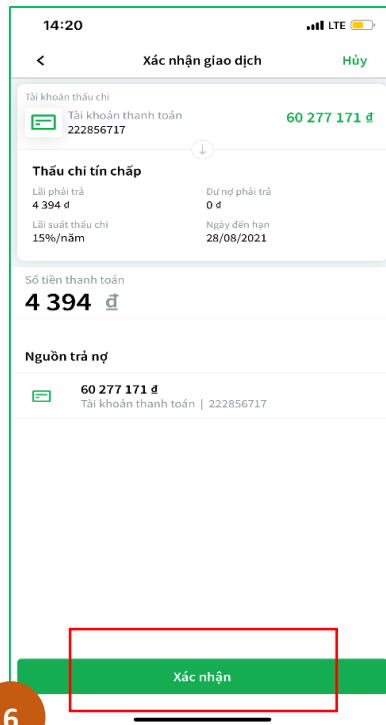 14:20 LTE
Xác nhận giao dịch Hủy
Tài khoản thấu chi
Tài khoản thanh toán 60 277 171 đ
222856717
Thấu chi tín chấp
Lãi phải trả Dư nợ phải trả
4 394 đ 0 đ
Lãi suất thấu chi Ngày đến hạn
15%/năm 28/08/2021
Số tiền thanh toán
4 394 đ
Nguồn trả nợ
60 277 171 đ
Tài khoản thanh toán | 222856717
Xác nhận
6